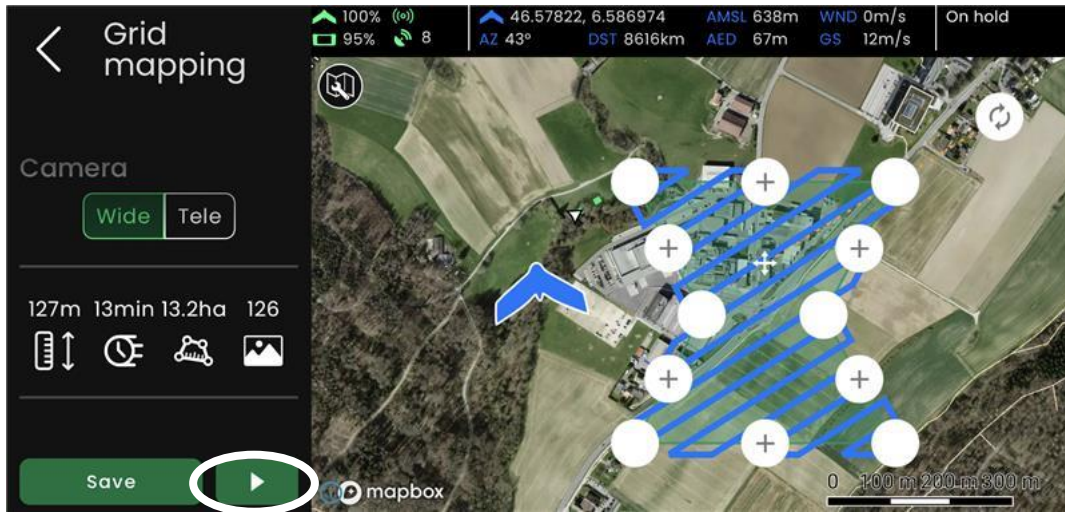 Grid
mapping
Camera
Wide Tele
127m 13min 13.2ha 126
Save
100%
95% 8
46.57822, 6.586974 AMSL 638m WND 0m/s
AZ 43° DST 8616km AED 67m GS 12m/s
On hold
mapbox
0 100 m 200 m 300 m